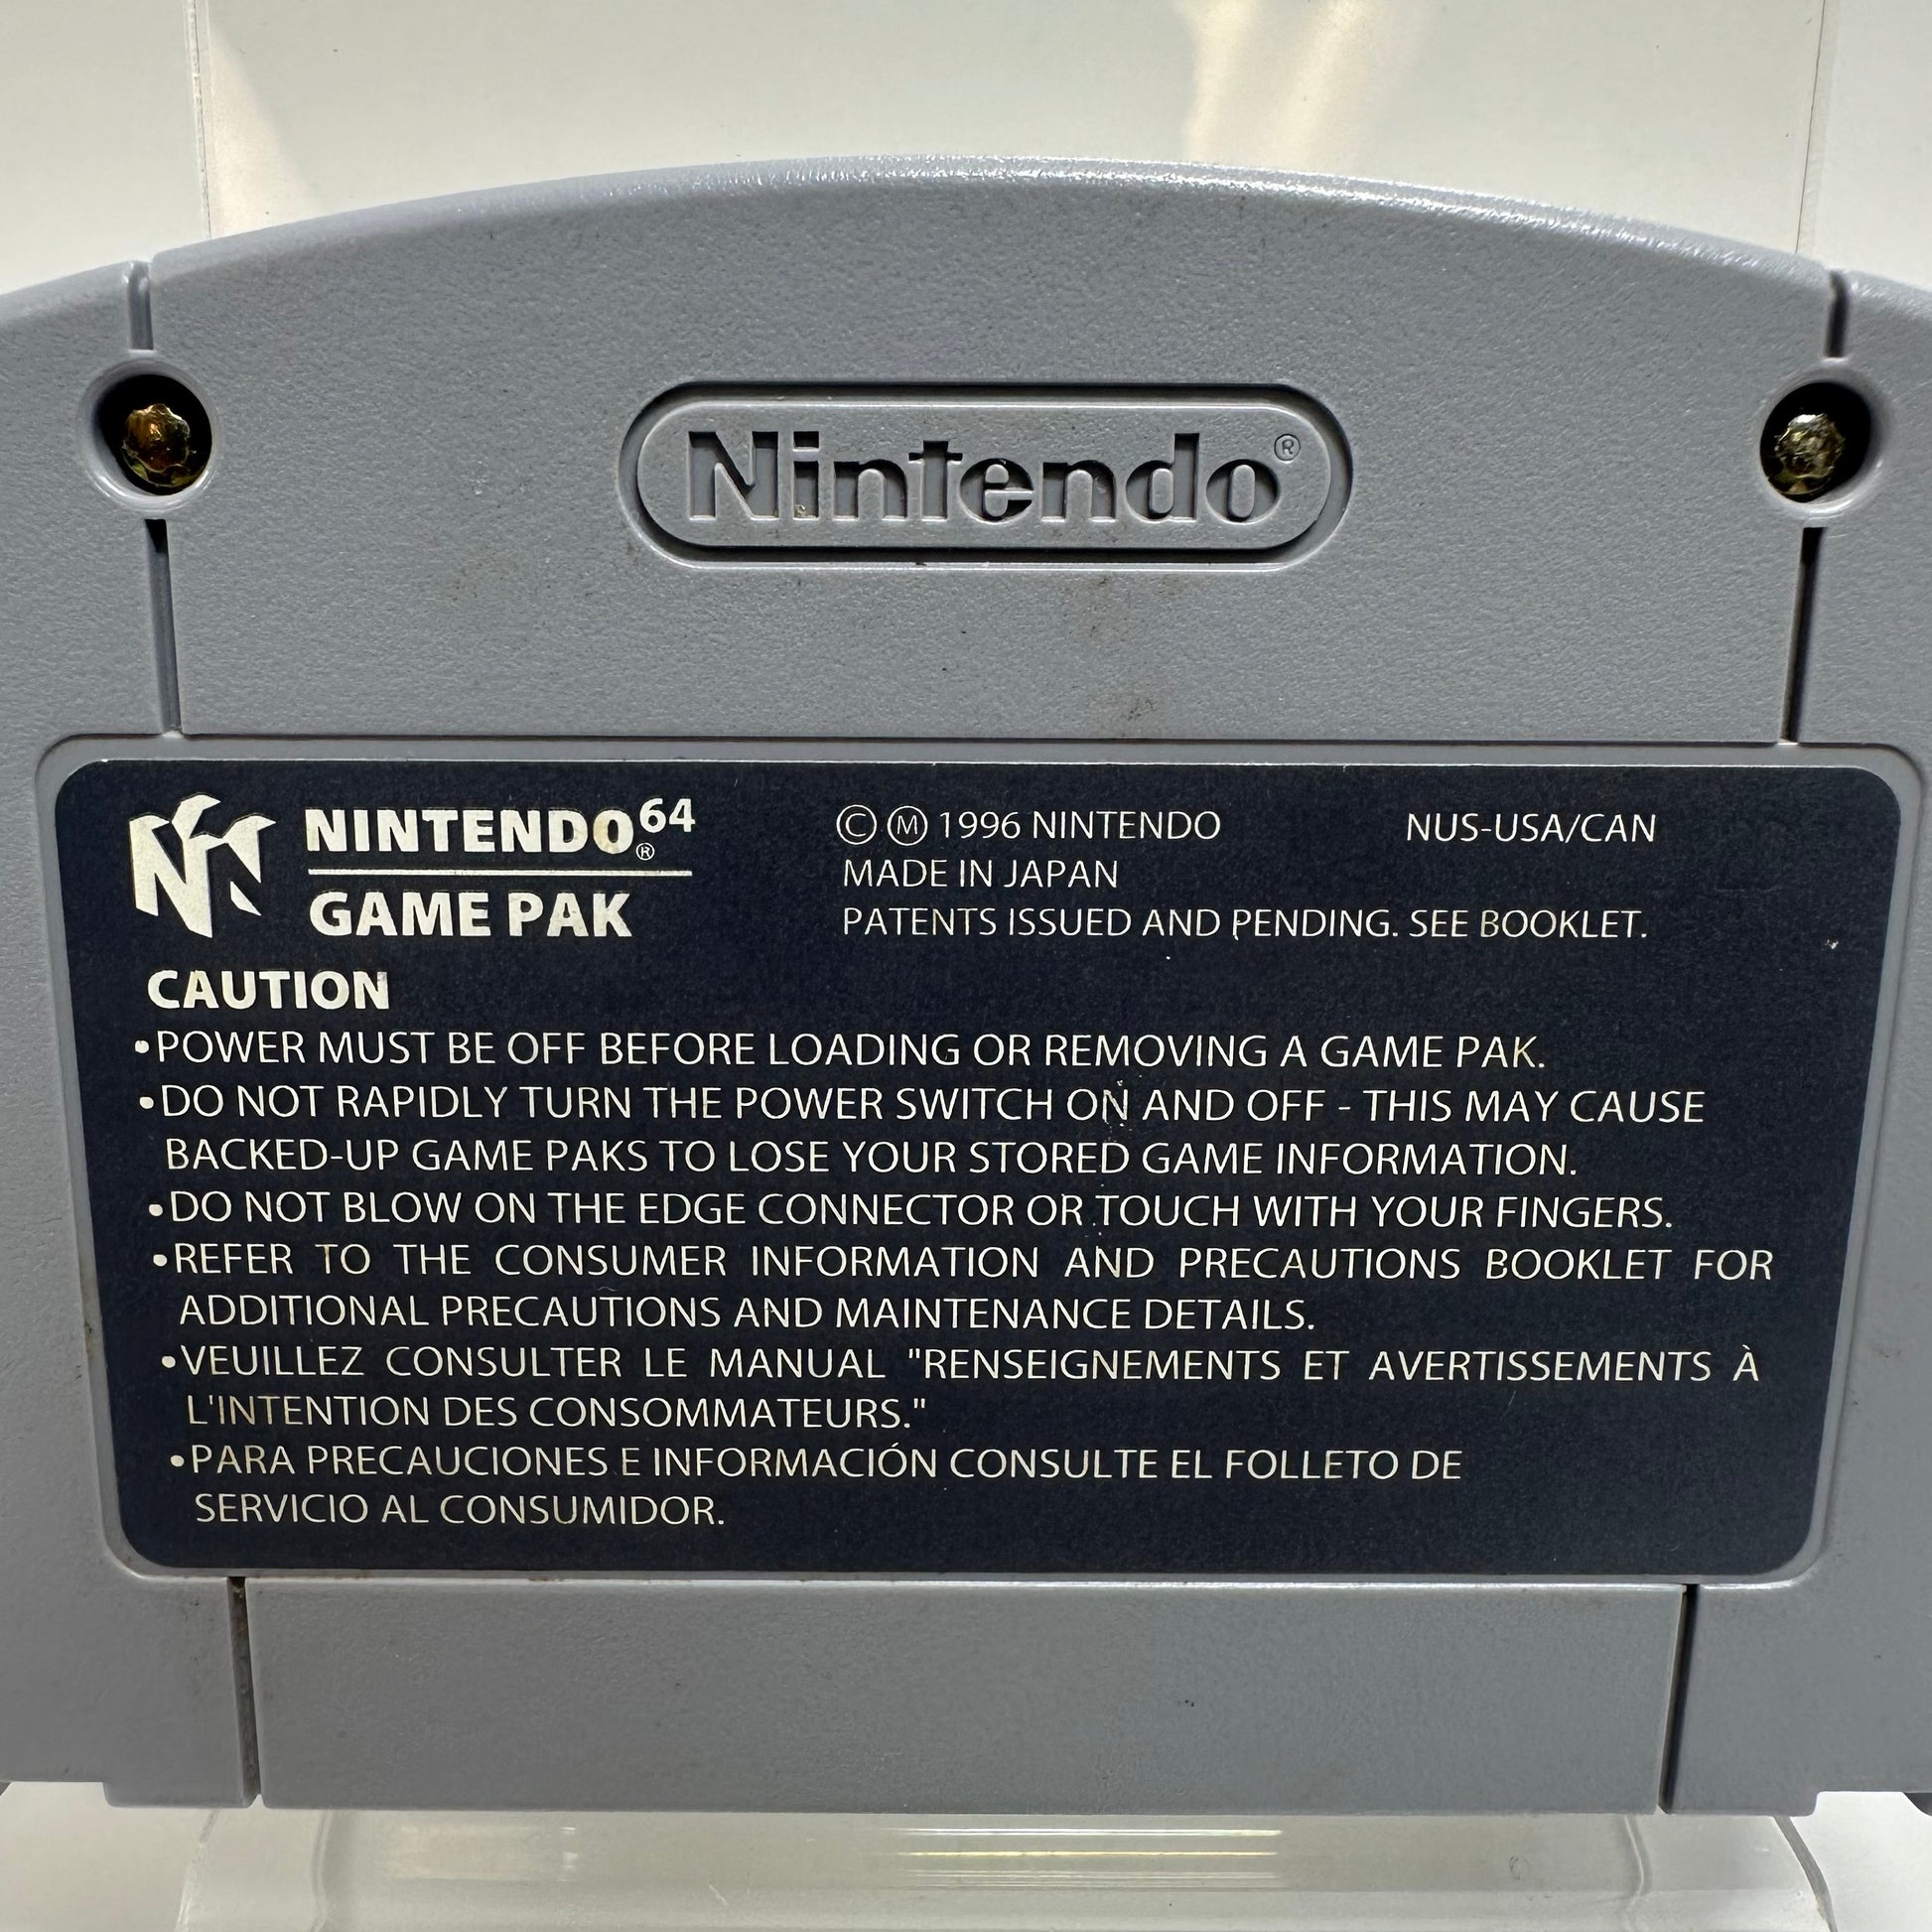 Nintendo®
NINTENDO64®
GAME PAK
Ⓒ Ⓜ 1996 NINTENDO NUS-USA/CAN
MADE IN JAPAN
PATENTS ISSUED AND PENDING. SEE BOOKLET.
CAUTION
•POWER MUST BE OFF BEFORE LOADING OR REMOVING A GAME PAK.
•DO NOT RAPIDLY TURN THE POWER SWITCH ON AND OFF - THIS MAY CAUSE
BACKED-UP GAME PAKS TO LOSE YOUR STORED GAME INFORMATION.
•DO NOT BLOW ON THE EDGE CONNECTOR OR TOUCH WITH YOUR FINGERS.
•REFER TO THE CONSUMER INFORMATION AND PRECAUTIONS BOOKLET FOR
ADDITIONAL PRECAUTIONS AND MAINTENANCE DETAILS.
•VEUILLEZ CONSULTER LE MANUAL "RENSEIGNEMENTS ET AVERTISSEMENTS À
L'INTENTION DES CONSOMMATEURS."
•PARA PRECAUCIONES E INFORMACIÓN CONSULTE EL FOLLETO DE
SERVICIO AL CONSUMIDOR.